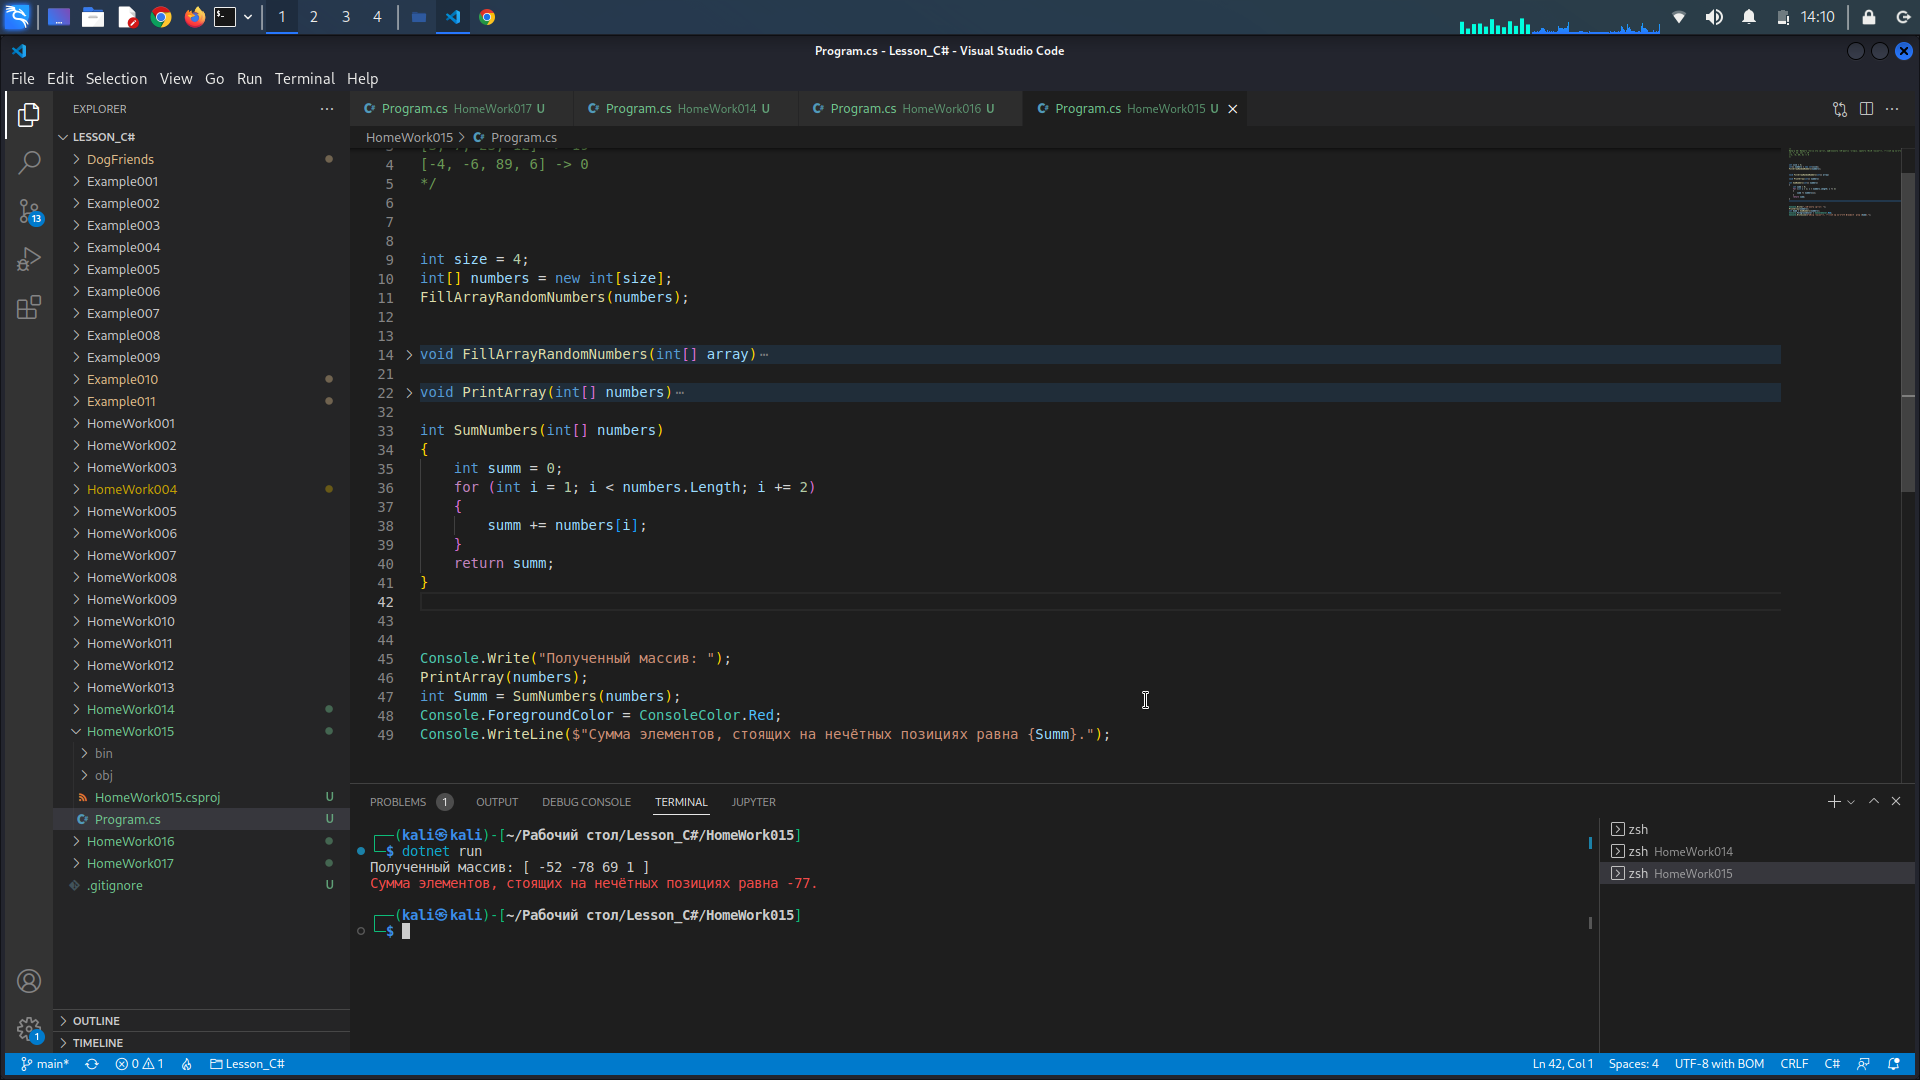 1
2
3
4
14:10
Program.cs - Lesson_C# - Visual Studio Code
File Edit Selection View Go Run Terminal Help
EXPLORER
LESSON_C#
DogFriends
Example001
Example002
Example003
Example004
Example005
Example006
Example007
Example008
Example009
Example010
Example011
HomeWork001
HomeWork002
HomeWork003
HomeWork004
HomeWork005
HomeWork006
HomeWork007
HomeWork008
HomeWork009
HomeWork010
HomeWork011
HomeWork012
HomeWork013
HomeWork014
HomeWork015
bin
obj
HomeWork015.csproj U
Program.cs U
HomeWork016
HomeWork017
.gitignore U
OUTLINE
TIMELINE
13
1
Program.cs HomeWork017 U
Program.cs HomeWork014 U
Program.cs HomeWork016 U
Program.cs HomeWork015 U
HomeWork015 > Program.cs
4 [-4, -6, 89, 6] -> 0
5 */
6
7
8
9 int size = 4;
10 int[] numbers = new int[size];
11 FillArrayRandomNumbers(numbers);
12
13
14 void FillArrayRandomNumbers(int[] array)⋯
21
22 void PrintArray(int[] numbers)⋯
32
33 int SumNumbers(int[] numbers)
34 {
35 int summ = 0;
36 for (int i = 1; i < numbers.Length; i += 2)
37 {
38 summ += numbers[i];
39 }
40 return summ;
41 }
42
43
44
45 Console.Write("Полученный массив: ");
46 PrintArray(numbers);
47 int Summ = SumNumbers(numbers);
48 Console.ForegroundColor = ConsoleColor.Red;
49 Console.WriteLine($"Сумма элементов, стоящих на нечётных позициях равна {Summ}.");
PROBLEMS 1 OUTPUT DEBUG CONSOLE TERMINAL JUPYTER
┌──(kali㉿kali)-[~/Рабочий стол/Lesson_C#/HomeWork015]
└─$ dotnet run
Полученный массив: [ -52 -78 69 1 ]
Сумма элементов, стоящих на нечётных позициях равна -77.
┌──(kali㉿kali)-[~/Рабочий стол/Lesson_C#/HomeWork015]
└─$
zsh
zsh HomeWork014
zsh HomeWork015
main* 0 1 Lesson_C#
Ln 42, Col 1 Spaces: 4 UTF-8 with BOM CRLF C#